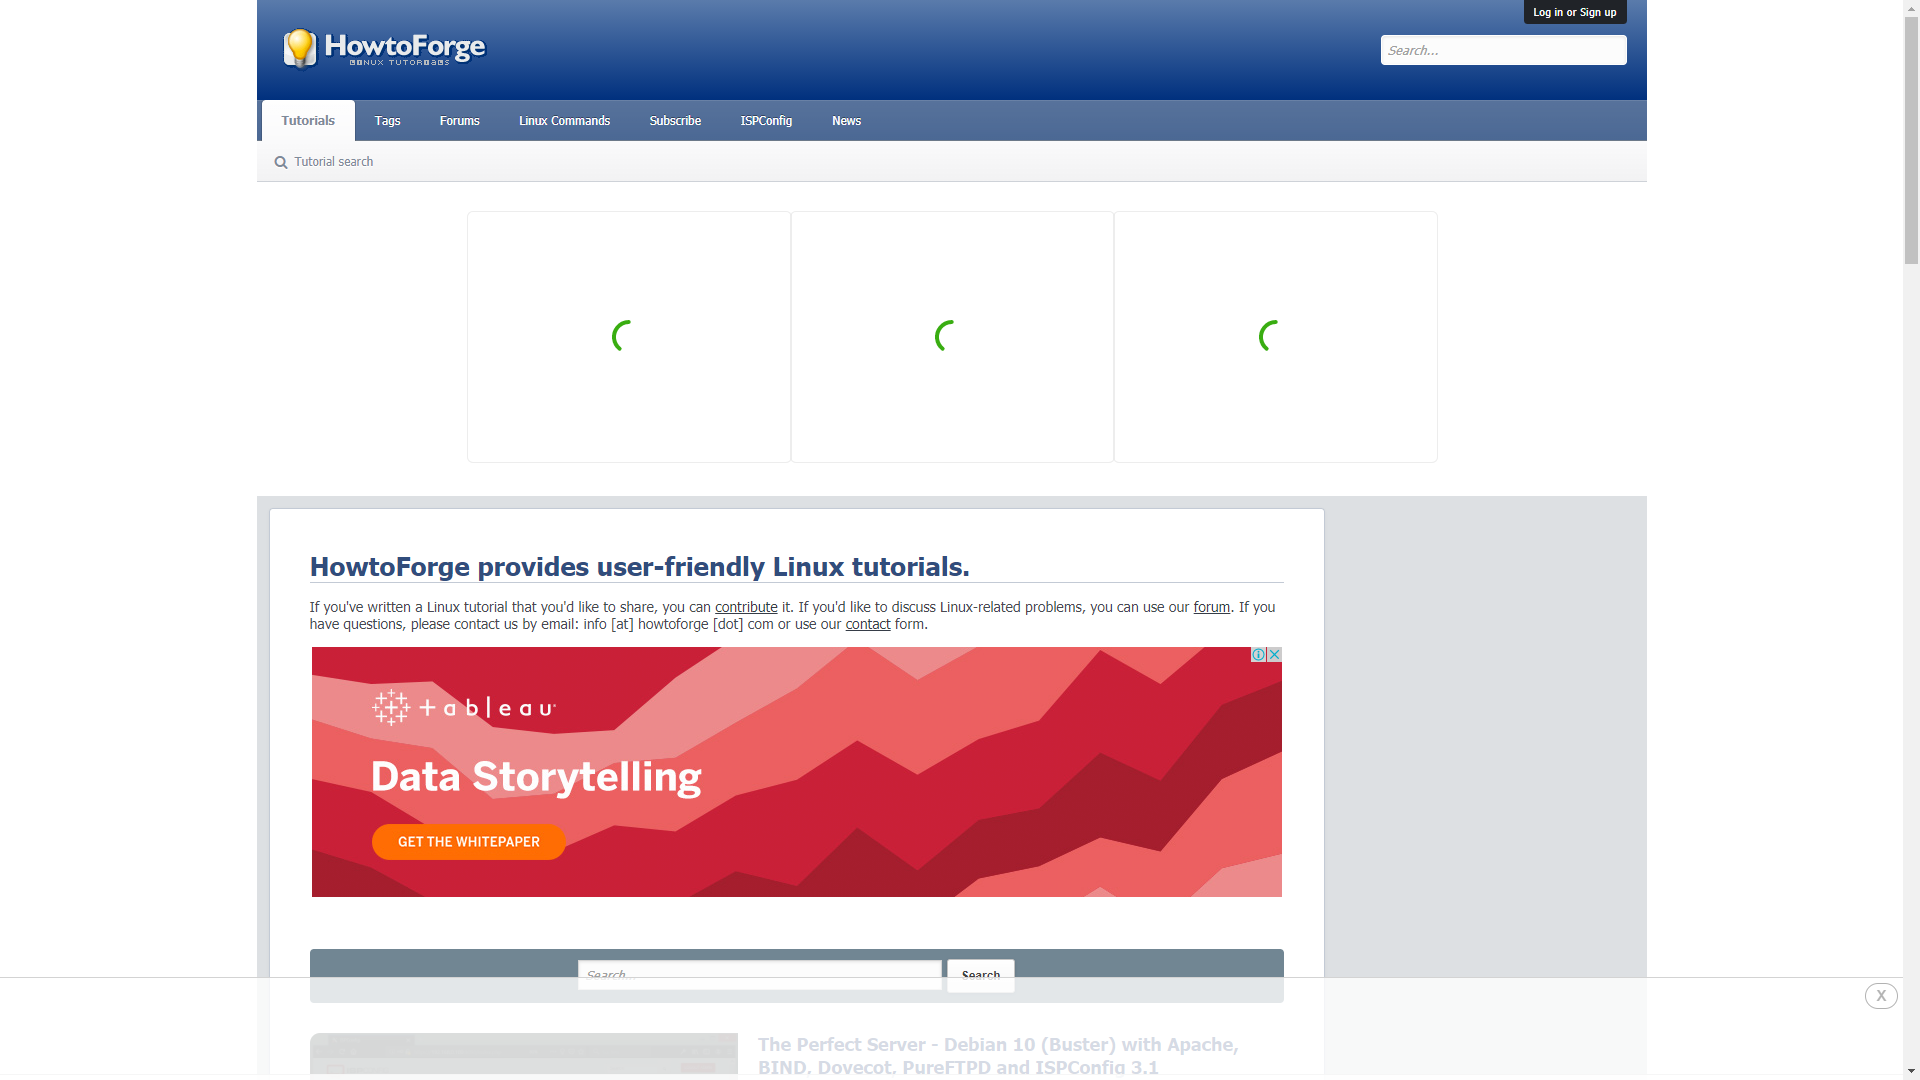 Log in or Sign up
HowtoForge
LINUX TUTORIALS
Search...
Tutorials
Tags
Forums
Linux Commands
Subscribe
ISPConfig
News
Tutorial search
HowtoForge provides user-friendly Linux tutorials.
If you've written a Linux tutorial that you'd like to share, you can contribute it. If you'd like to discuss Linux-related problems, you can use our forum. If you
have questions, please contact us by email: info [at] howtoforge [dot] com or use our contact form.
+ableau
Data Storytelling
GET THE WHITEPAPER
Search...
Search
X
The Perfect Server - Debian 10 (Buster) with Apache,
BIND, Dovecot, PureFTPD and ISPConfig 3.1